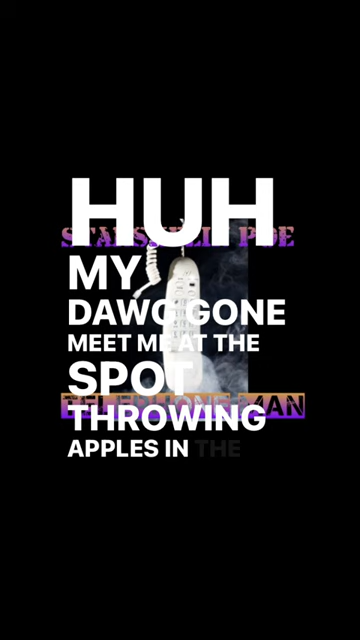 HUH
MY
DAWG GONE
MEET ME AT THE
SPOT
THROWING
APPLES IN THE